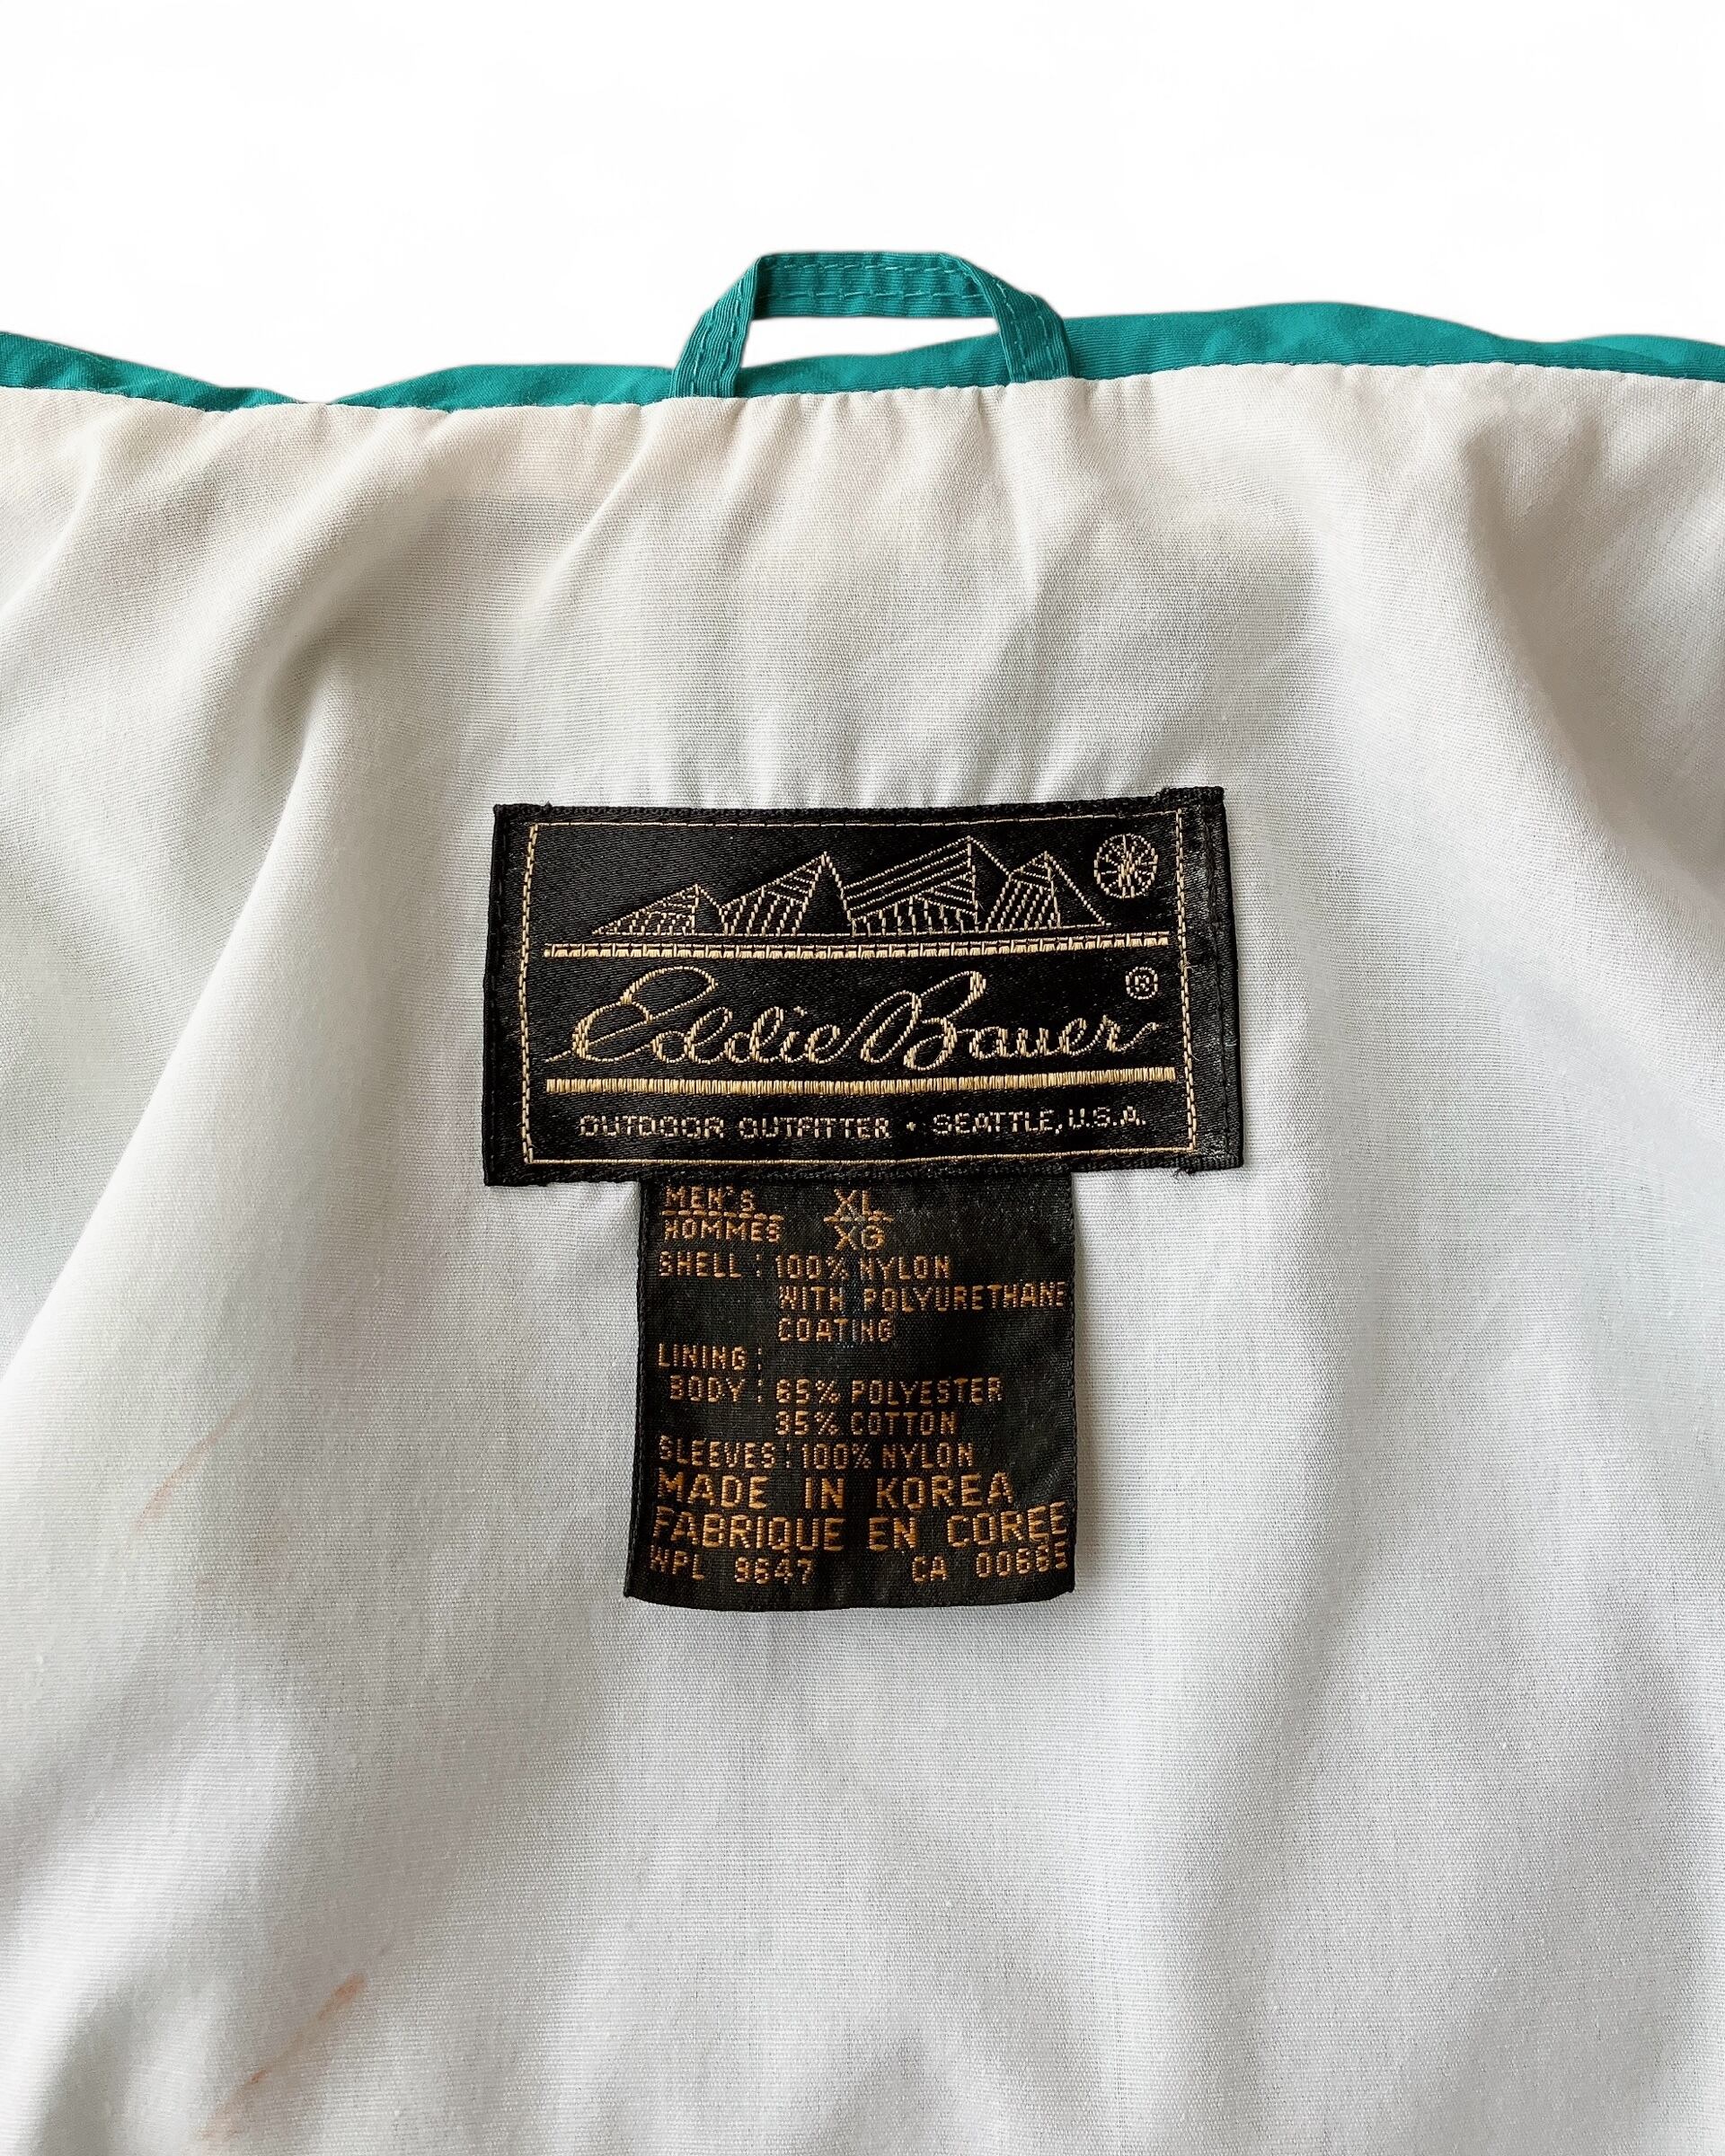 Eddie Bauer ®
OUTDOOR OUTFITTER • SEATTLE, U.S.A.
MEN'S XL
HOMMES XG
SHELL : 100% NYLON
WITH POLYURETHANE
COATING
LINING :
BODY : 65% POLYESTER
35% COTTON
SLEEVES : 100% NYLON
MADE IN KOREA
FABRIQUE EN COREE
WPL 9647 CA 00685